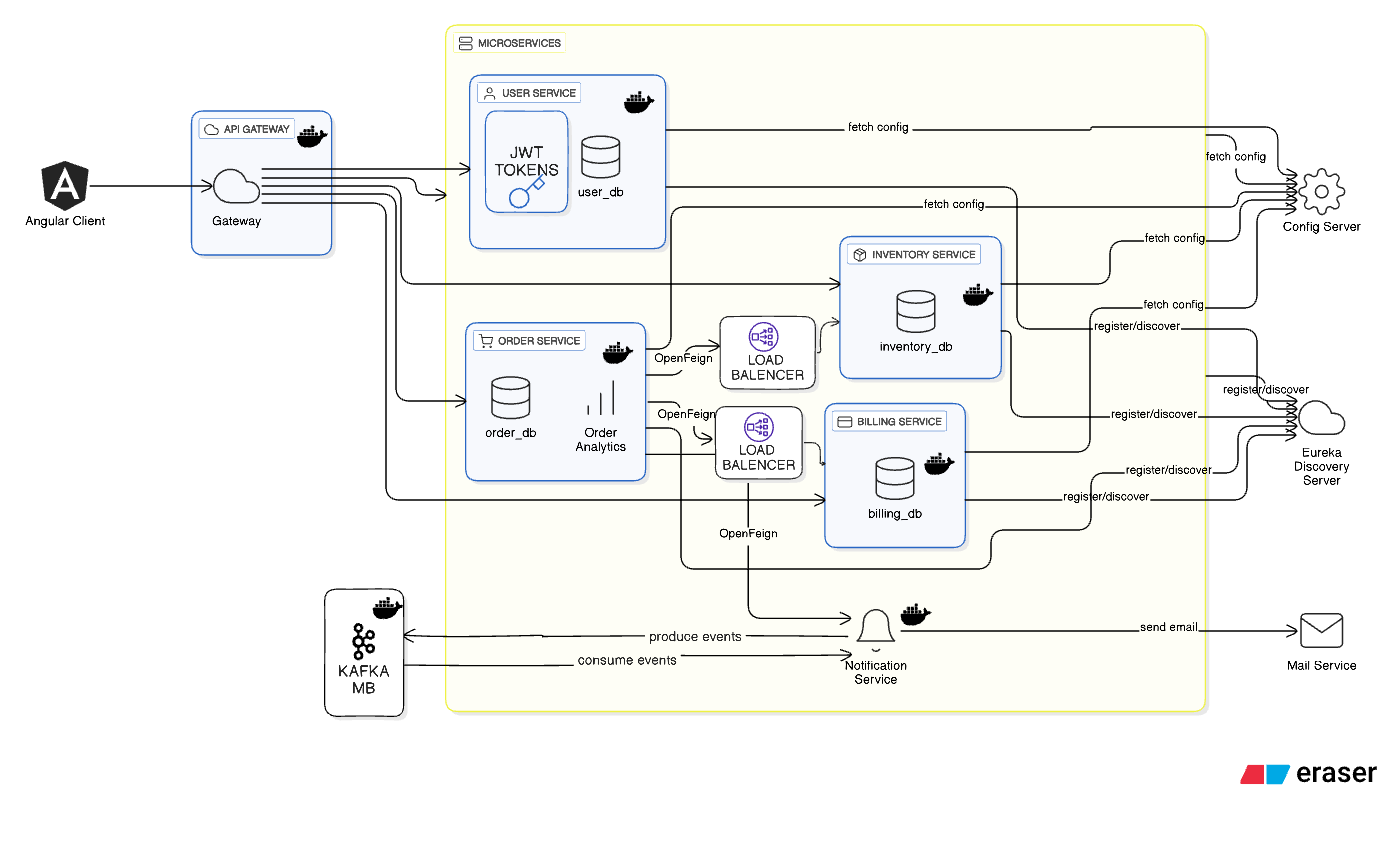 MICROSERVICES
USER SERVICE
JWT
TOKENS
user_db
API GATEWAY
Gateway
Angular Client
fetch config
fetch config
fetch config
fetch config
fetch config
Config Server
INVENTORY SERVICE
inventory_db
ORDER SERVICE
order_db
Order
Analytics
OpenFeign
LOAD
BALENCER
OpenFeign
LOAD
BALENCER
OpenFeign
BILLING SERVICE
billing_db
register/discover
register/discover
register/discover
register/discover
register/discover
Eureka
Discovery
Server
KAFKA
MB
produce events
consume events
Notification
Service
send email
Mail Service
eraser